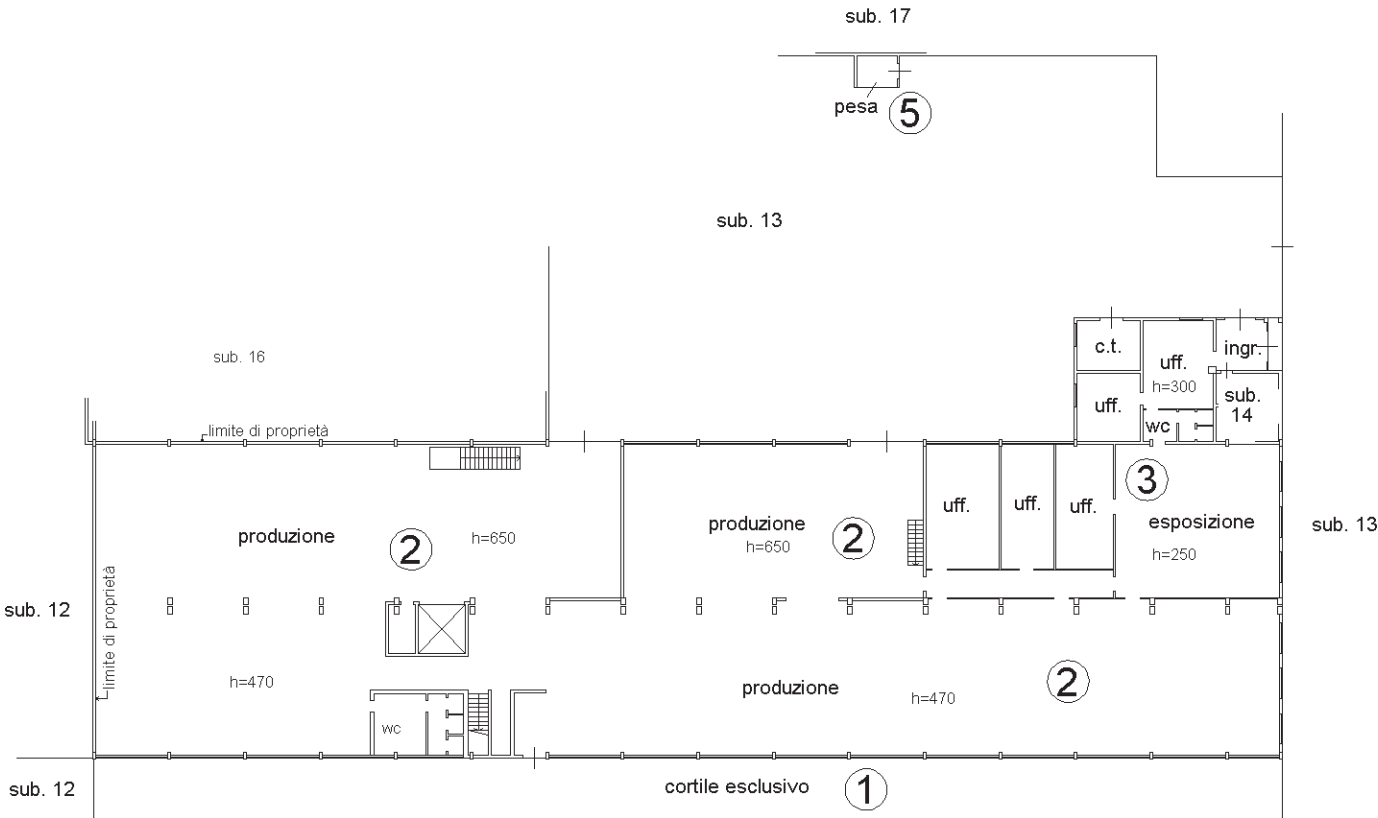 sub. 17
pesa
5
sub. 13
sub. 16
c.t.
uff.
h=300
ingr.
uff.
sub.
14
wc
limite di proprietà
3
uff.
uff.
uff.
esposizione
h=250
sub. 13
produzione
2
h=650
produzione
h=650
2
sub. 12
limite di proprietà
h=470
produzione
h=470
2
wc
sub. 12
cortile esclusivo
1